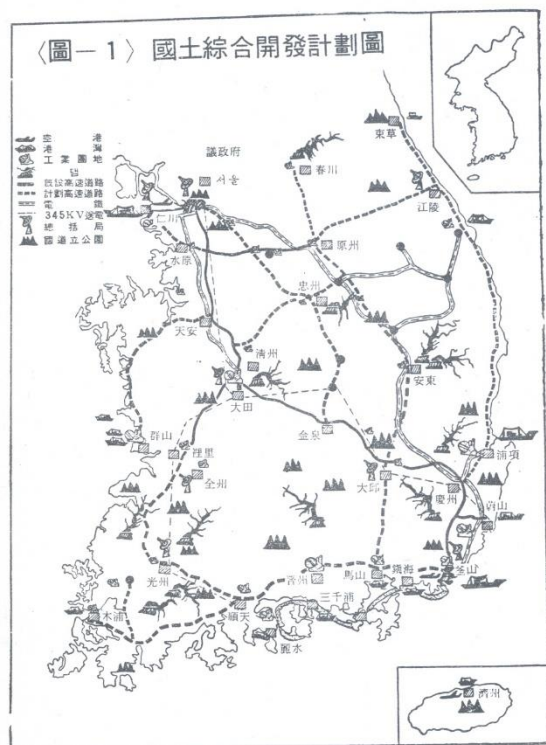 〈圖－1〉 國土綜合開發計劃圖
空港
港灣
工業團地
댐
既設高速道路
計劃高速道路
電鐵
345KV送電
總括局
國道立公園
束草
議政府
서울
春川
江陵
仁川
原州
水原
忠州
天安
淸州
安東
大田
群山
金泉
浦項
裡里
全州
大邱
慶州
蔚山
光州
晋州
馬山
鎭海
釜山
木浦
順天
三千浦
麗水
濟州